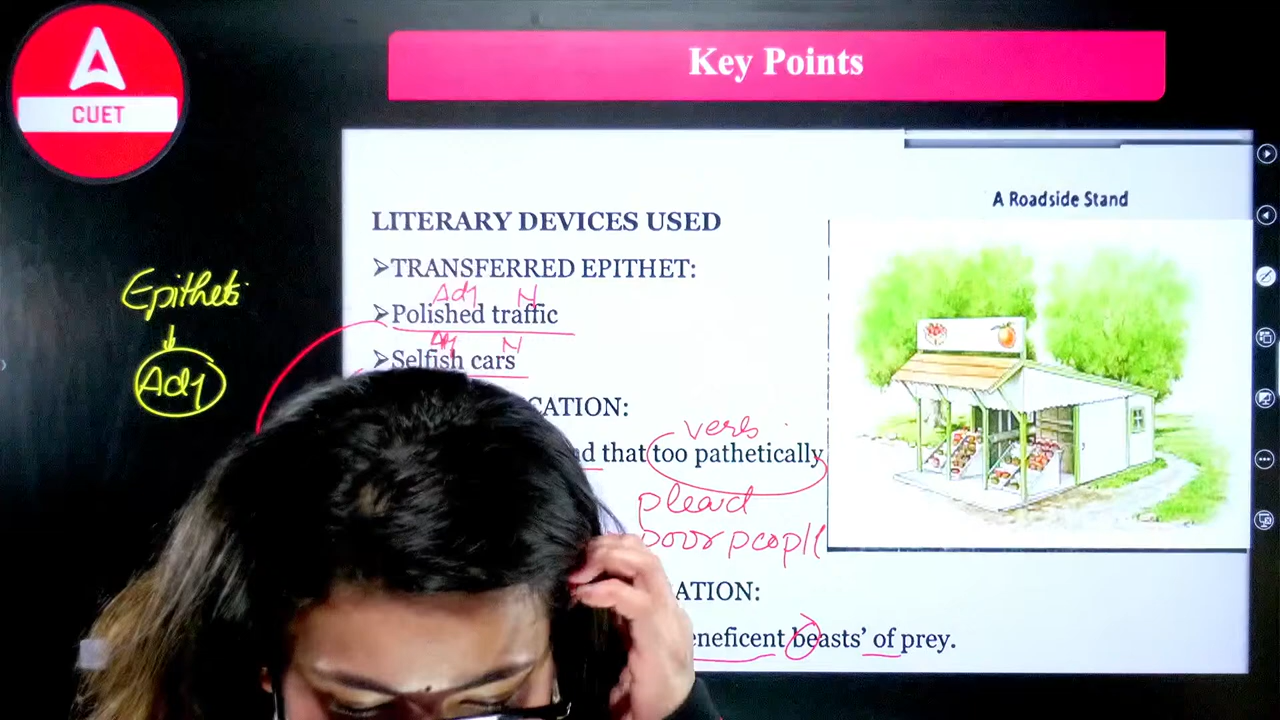 CUET
Key Points
A Roadside Stand
LITERARY DEVICES USED
➤TRANSFERRED EPITHET:
Adj N
➤Polished traffic
Adj N
➤Selfish cars
CATION:
verb
that too pathetically
plead
poor people
ATION:
eneficent beasts’ of prey.
Epithets
Adj